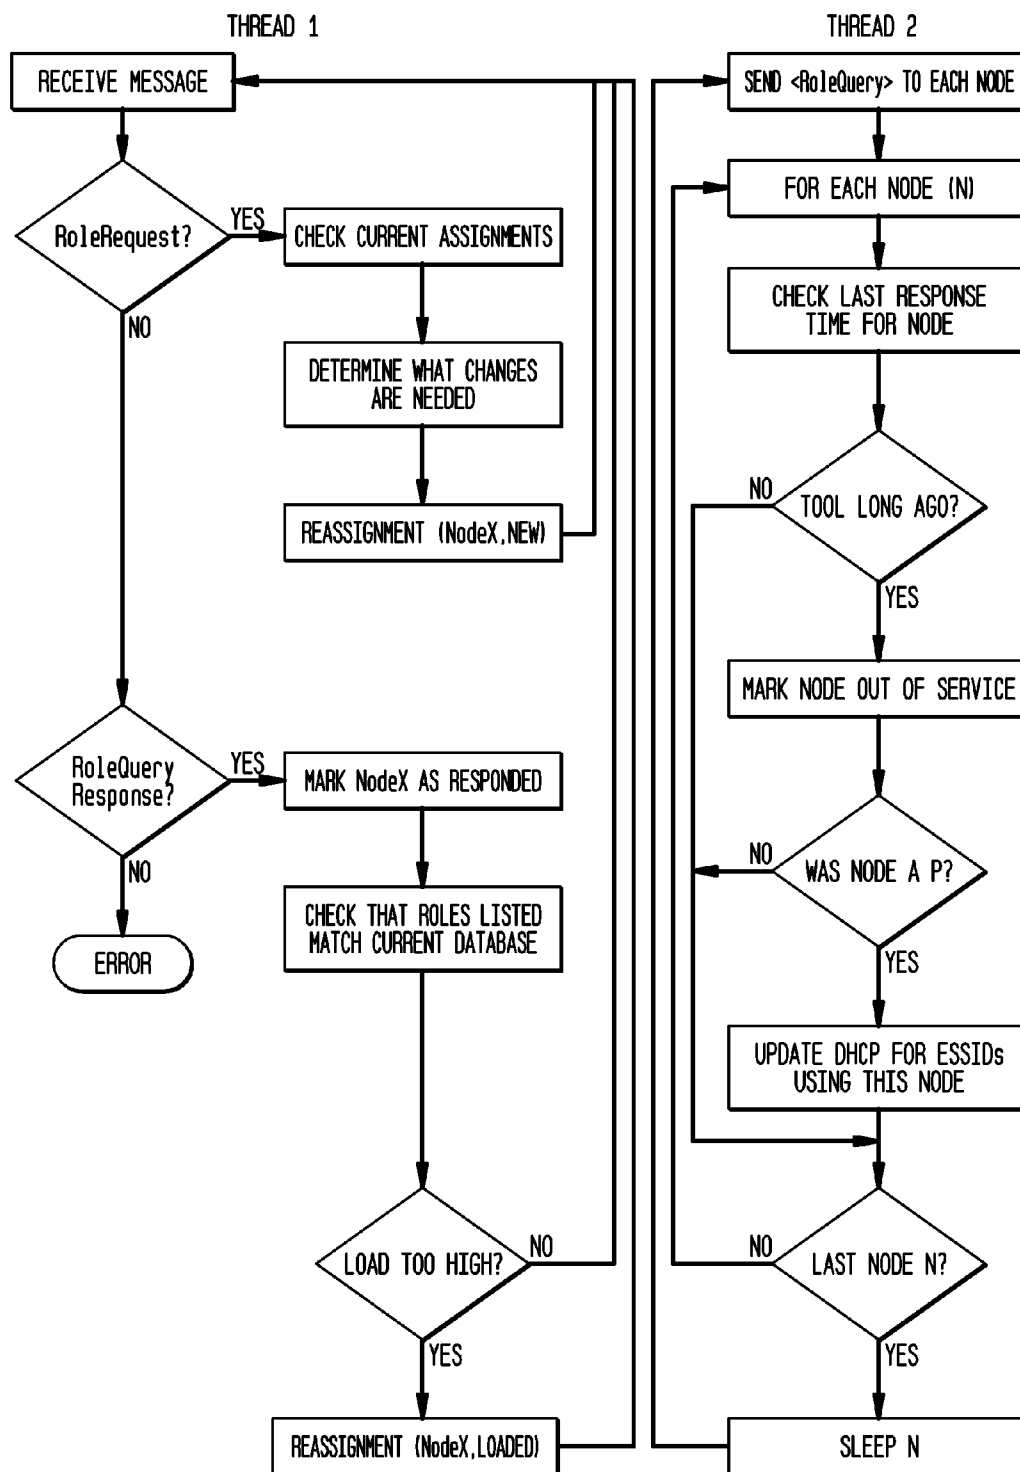 THREAD 1
RECEIVE MESSAGE
RoleRequest?
YES
NO
CHECK CURRENT ASSIGNMENTS
DETERMINE WHAT CHANGES
ARE NEEDED
REASSIGNMENT (NodeX,NEW)
RoleQuery
Response?
YES
NO
ERROR
MARK NodeX AS RESPONDED
CHECK THAT ROLES LISTED
MATCH CURRENT DATABASE
LOAD TOO HIGH?
NO
YES
REASSIGNMENT (NodeX,LOADED)
THREAD 2
SEND <RoleQuery> TO EACH NODE
FOR EACH NODE (N)
CHECK LAST RESPONSE
TIME FOR NODE
TOOL LONG AGO?
NO
YES
MARK NODE OUT OF SERVICE
WAS NODE A P?
NO
YES
UPDATE DHCP FOR ESSIDs
USING THIS NODE
LAST NODE N?
NO
YES
SLEEP N